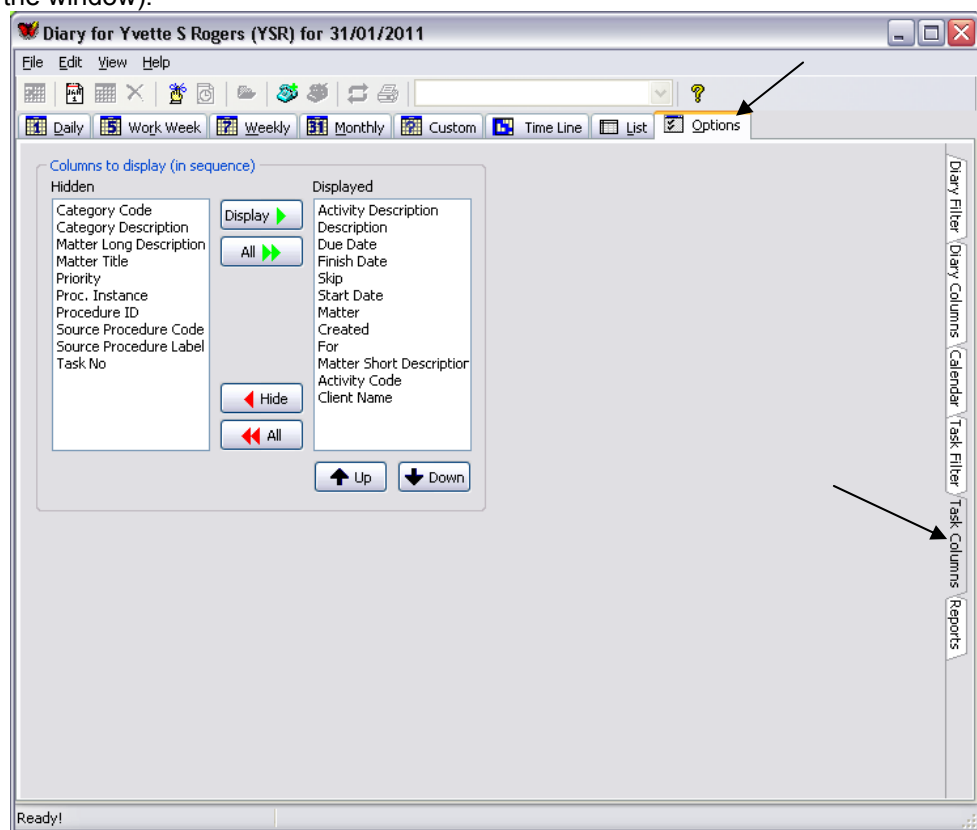 the window).
Diary for Yvette S Rogers (YSR) for 31/01/2011
File Edit View Help
Daily Work Week Weekly Monthly Custom Time Line List Options
Columns to display (in sequence)
Hidden Displayed
Category Code
Category Description
Matter Long Description
Matter Title
Priority
Proc. Instance
Procedure ID
Source Procedure Code
Source Procedure Label
Task No
Display
All
Hide
All
Activity Description
Description
Due Date
Finish Date
Skip
Start Date
Matter
Created
For
Matter Short Description
Activity Code
Client Name
Up Down
Diary Filter
Diary Columns
Calendar
Task Filter
Task Columns
Reports
Ready!